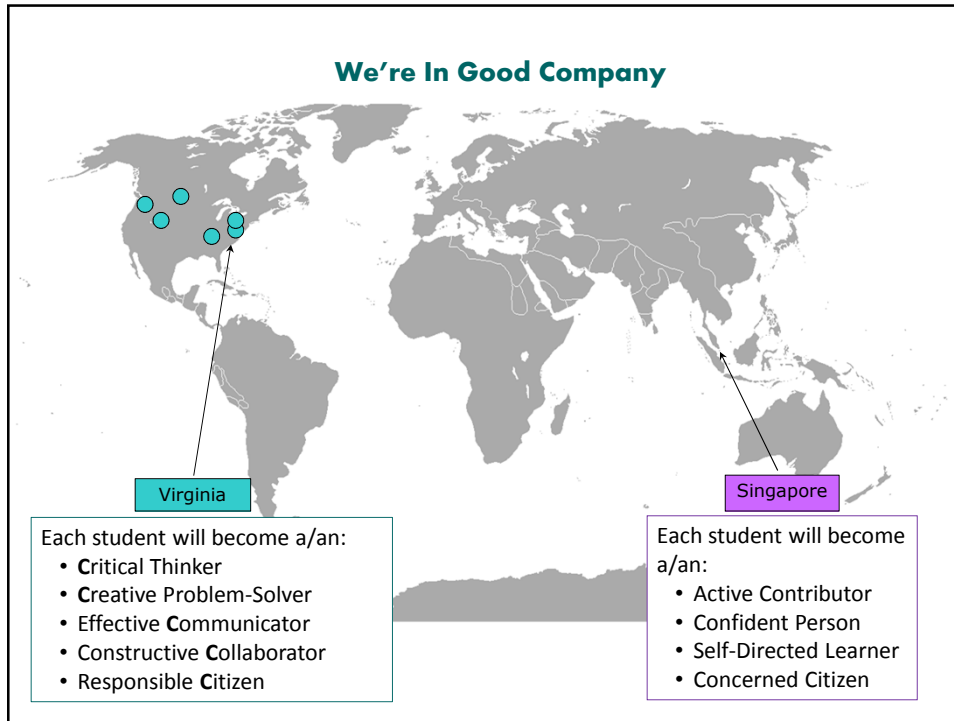 We're In Good Company
Virginia
Each student will become a/an:
• Critical Thinker
• Creative Problem-Solver
• Effective Communicator
• Constructive Collaborator
• Responsible Citizen
Singapore
Each student will become
a/an:
• Active Contributor
• Confident Person
• Self-Directed Learner
• Concerned Citizen